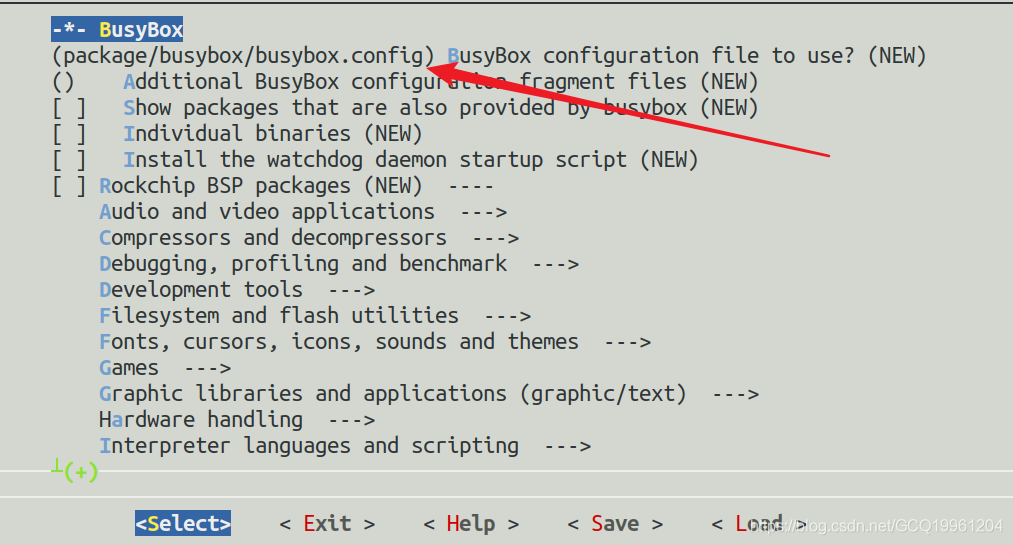 -*- BusyBox
(package/busybox/busybox.config) BusyBox configuration file to use? (NEW)
()    Additional BusyBox configuration fragment files (NEW)
[ ]   Show packages that are also provided by busybox (NEW)
[ ]   Individual binaries (NEW)
[ ]   Install the watchdog daemon startup script (NEW)
[ ] Rockchip BSP packages (NEW)  ----
    Audio and video applications  --->
    Compressors and decompressors  --->
    Debugging, profiling and benchmark  --->
    Development tools  --->
    Filesystem and flash utilities  --->
    Fonts, cursors, icons, sounds and themes  --->
    Games  --->
    Graphic libraries and applications (graphic/text)  --->
    Hardware handling  --->
    Interpreter languages and scripting  --->
┴(+)
<Select>    < Exit >    < Help >    < Save >    < Load >
https://blog.csdn.net/GCQ19961204